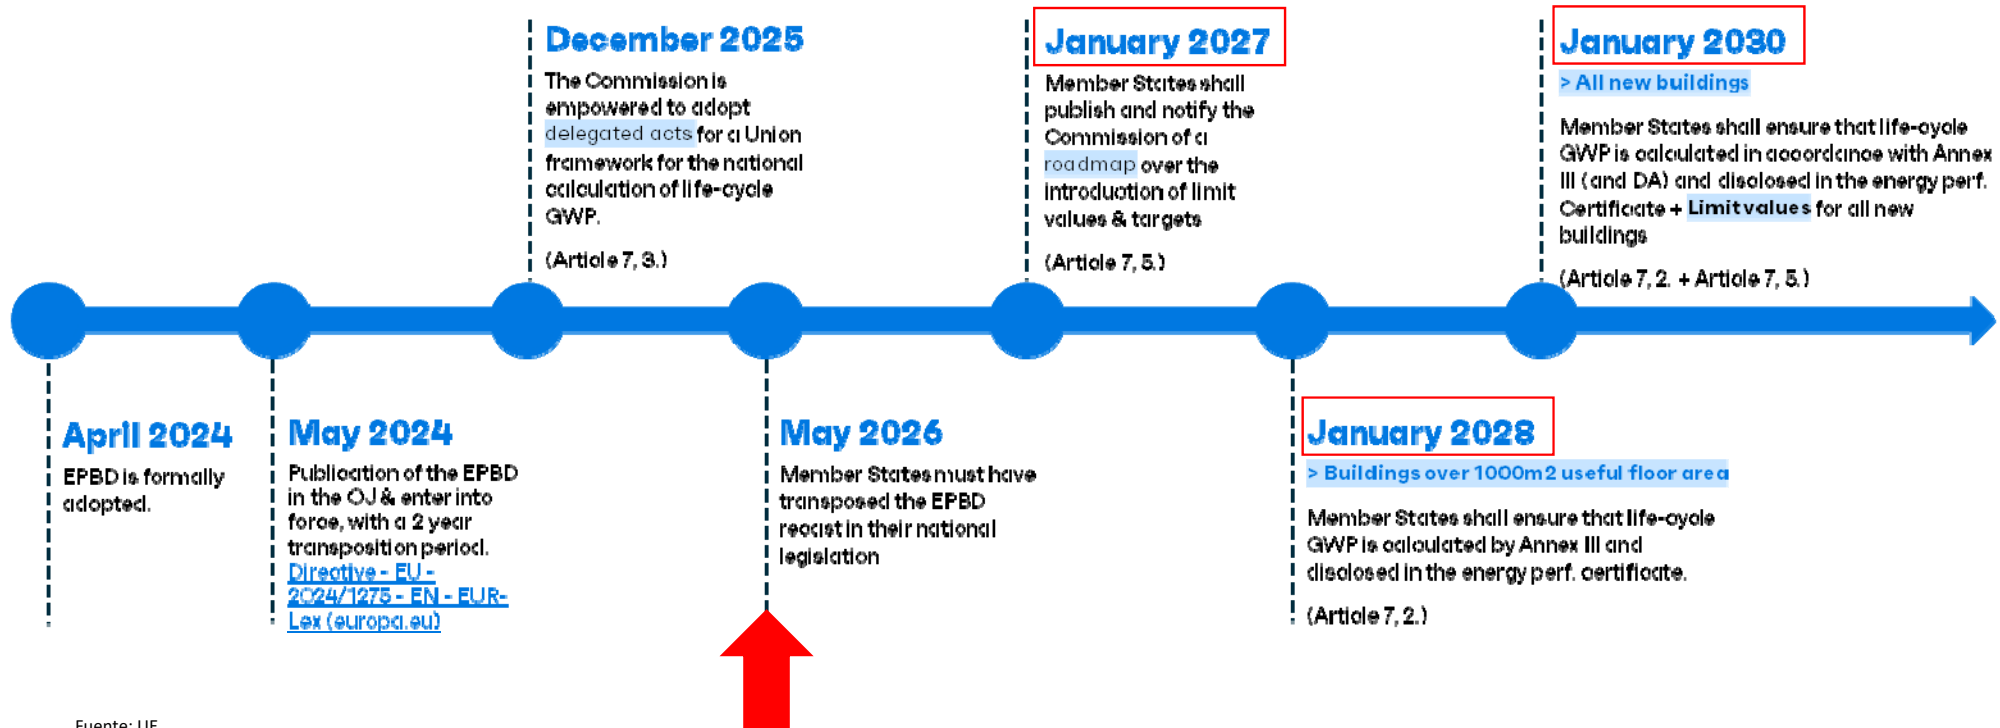 December 2025
The Commission is
empowered to adopt
delegated acts for a Union
framework for the national
calculation of life-cycle
GWP.
(Article 7, 3.)
January 2027
Member States shall
publish and notify the
Commission of a
roadmap over the
introduction of limit
values & targets
(Article 7, 5.)
January 2030
> All new buildings
Member States shall ensure that life-cycle
GWP is calculated in accordance with Annex
III (and DA) and disclosed in the energy perf.
Certificate + Limit values for all new
buildings
(Article 7, 2. + Article 7, 5.)
April 2024
EPBD is formally
adopted.
May 2024
Publication of the EPBD
in the OJ & enter into
force, with a 2 year
transposition period.
Directive - EU -
2024/1275 - EN - EUR-
Lex (europa.eu)
May 2026
Member States must have
transposed the EPBD
recast in their national
legislation
January 2028
> Buildings over 1000m2 useful floor area
Member States shall ensure that life-cycle
GWP is calculated by Annex III and
disclosed in the energy perf. certificate.
(Article 7, 2.)
Fuente: UE